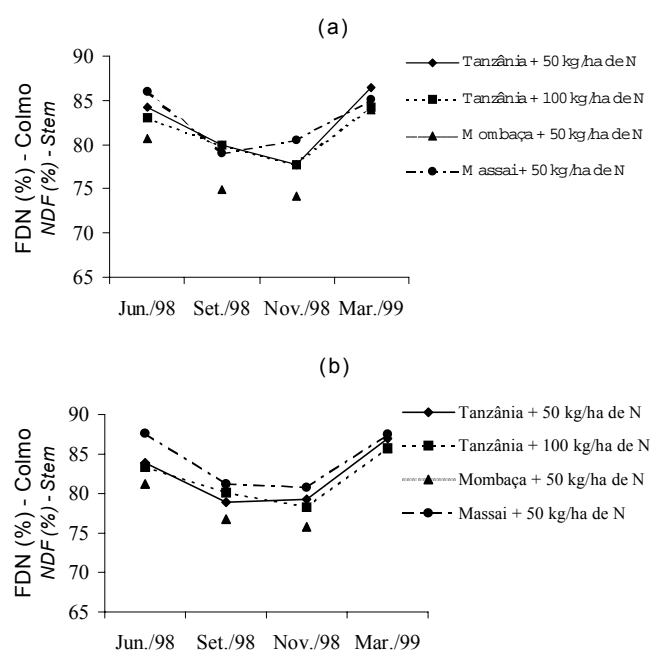 (a)
90
85
80
75
70
65
FDN (%) - Colmo
NDF (%) - Stem
Jun./98 Set./98 Nov./98 Mar./99
Tanzânia + 50 kg/ha de N
Tanzânia + 100 kg/ha de N
Mombaça + 50 kg/ha de N
Massai + 50 kg/ha de N
(b)
90
85
80
75
70
65
FDN (%) - Colmo
NDF (%) - Stem
Jun./98 Set./98 Nov./98 Mar./99
Tanzânia + 50 kg/ha de N
Tanzânia + 100 kg/ha de N
Mombaça + 50 kg/ha de N
Massai + 50 kg/ha de N